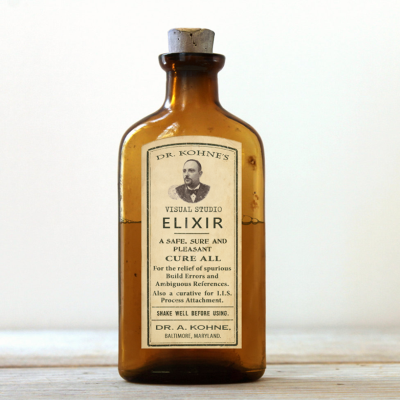 DR. KOHNE'S
VISUAL STUDIO
ELIXIR
A SAFE, SURE AND
PLEASANT
CURE ALL
For the relief of spurious
Build Errors and
Ambiguous References.
Also a curative for I.I.S.
Process Attachment.
SHAKE WELL BEFORE USING.
DR. A. KOHNE,
BALTIMORE, MARYLAND.